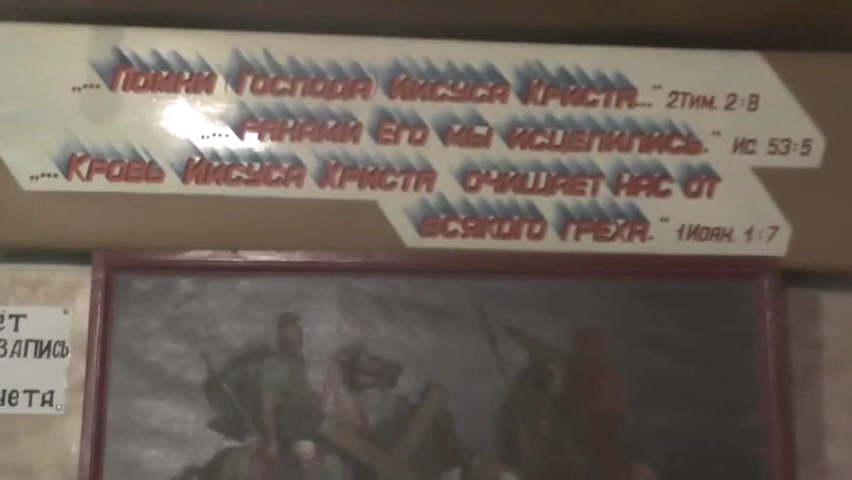 „... Помни (Господа) Иисуса Христа..." 2Тим. 2:8
„... ранами Его мы исцелились." Ис. 53:5
„... Кровь Иисуса Христа очищает нас от
всякого греха." 1Иоан. 1:7
ёт
запись
чета.